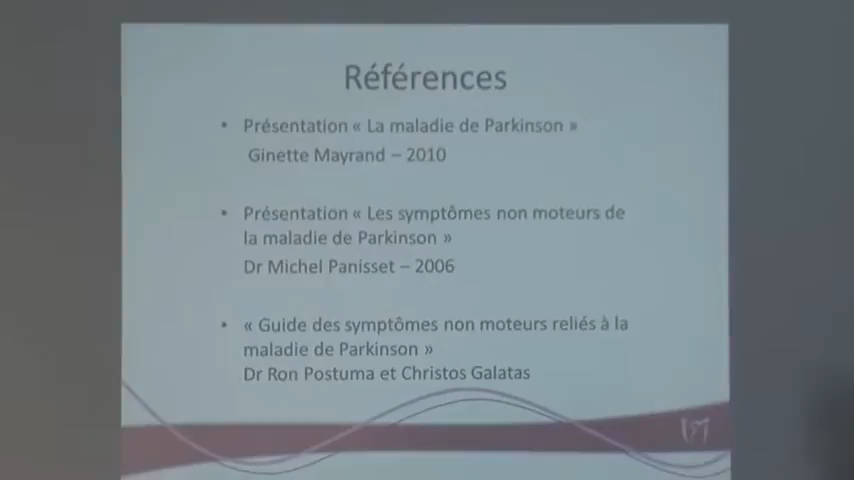 Références
• Présentation « La maladie de Parkinson »
Ginette Mayrand – 2010
• Présentation « Les symptômes non moteurs de
la maladie de Parkinson »
Dr Michel Panisset – 2006
• « Guide des symptômes non moteurs reliés à la
maladie de Parkinson »
Dr Ron Postuma et Christos Galatas